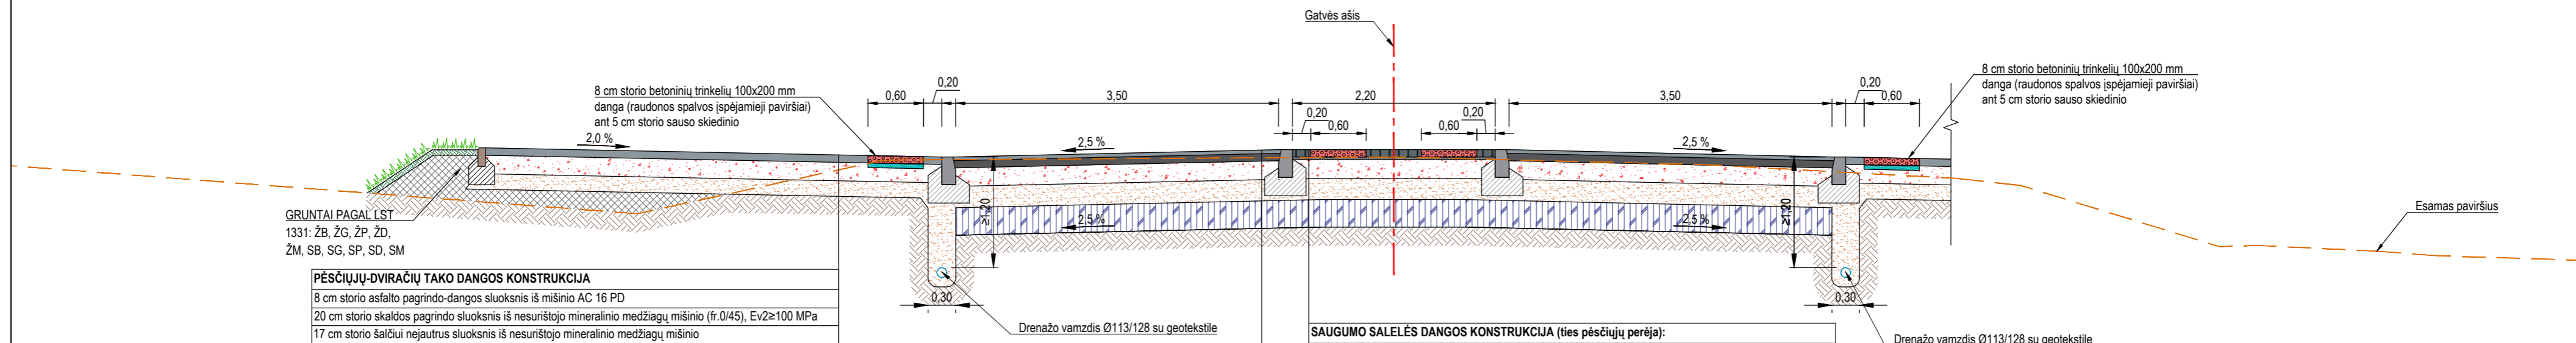 Gatvės ašis
8 cm storio betoninių trinkelių 100x200 mm
danga (raudonos spalvos įspėjamieji paviršiai)
ant 5 cm storio sauso skiedinio
0,60
0,20
3,50
2,20
3,50
0,20
0,60
8 cm storio betoninių trinkelių 100x200 mm
danga (raudonos spalvos įspėjamieji paviršiai)
ant 5 cm storio sauso skiedinio
0,20
0,60
0,60
0,20
2,0 %
2,5 %
2,5 %
≥1,20
≥1,20
2,5 %
2,5 %
Esamas paviršius
GRUNTAI PAGAL LST
1331: ŽB, ŽG, ŽP, ŽD,
ŽM, SB, SG, SP, SD, SM
0,30
0,30
PĖSČIŲJŲ-DVIRAČIŲ TAKO DANGOS KONSTRUKCIJA
8 cm storio asfalto pagrindo-dangos sluoksnis iš mišinio AC 16 PD
20 cm storio skaldos pagrindo sluoksnis iš nesurištojo mineralinio medžiagų mišinio (fr.0/45), Ev2≥100 MPa
17 cm storio šalčiui nejautrus sluoksnis iš nesurištojo mineralinio medžiagų mišinio
Drenažo vamzdis Ø113/128 su geotekstile
SAUGUMO SALELĖS DANGOS KONSTRUKCIJA (ties pėsčiųjų perėja):
Drenažo vamzdis Ø113/128 su geotekstile